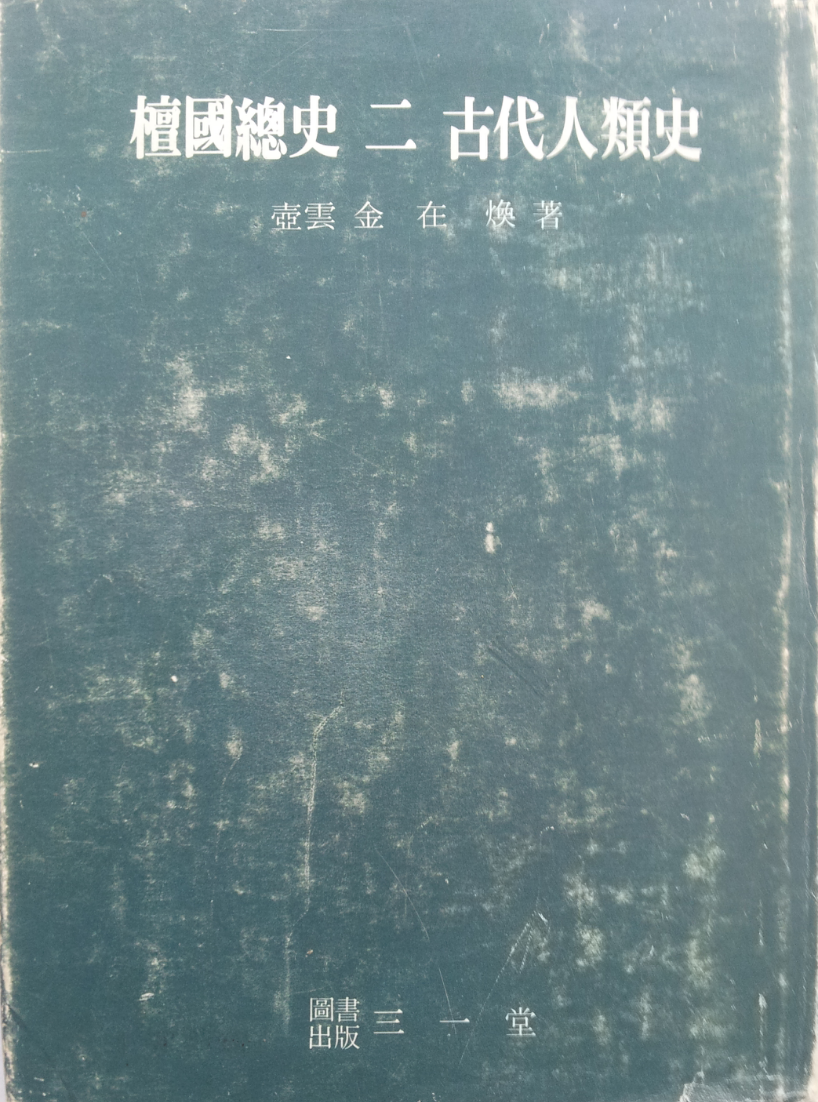 檀國總史 二 古代人類史
壺雲 金在煥 著
圖書出版 三一堂